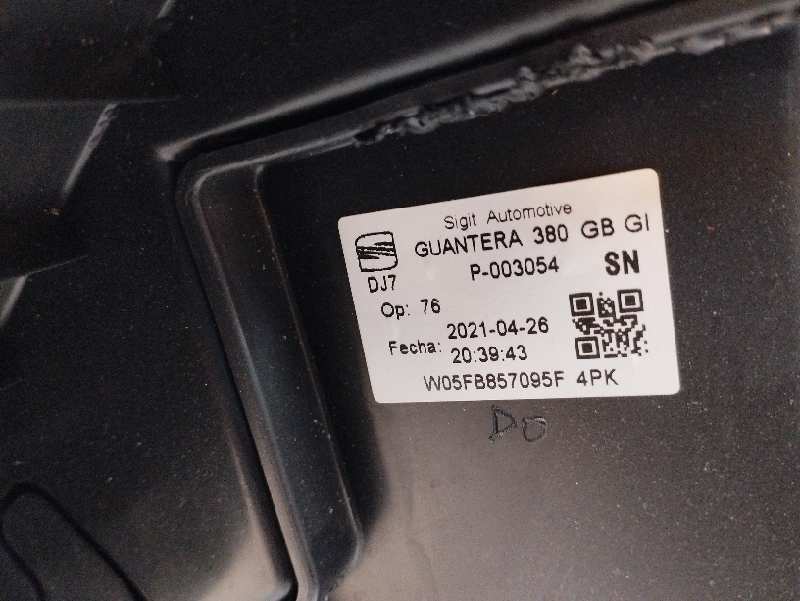 Sigit Automotive
GUANTERA 380 GB GI
P-003054 SN
DJ7
Op: 76
Fecha: 2021-04-26
20:39:43
W05FB857095F 4PK
DO